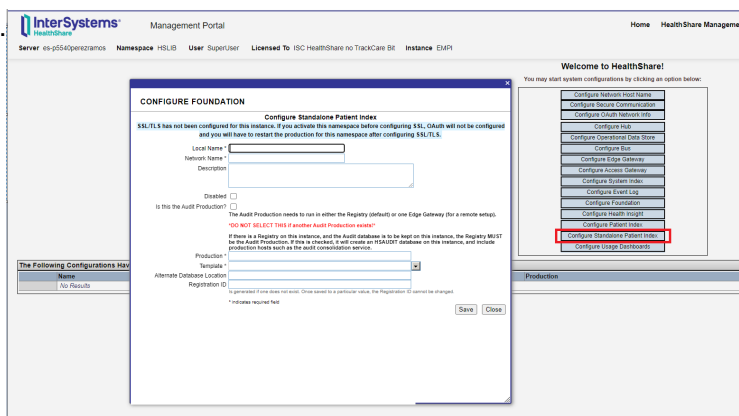 InterSystems®
HealthShare
Management Portal
Home HealthShare Manageme
Server es-p5540perezramos Namespace HSLIB User SuperUser Licensed To ISC HealthShare no TrackCare Bit Instance EMPI
Welcome to HealthShare!
You may start system configurations by clicking an option below:
Configure Network Host Name
Configure Secure Communication
Configure OAuth Network Info
Configure Hub
Configure Operational Data Store
Configure Bus
Configure Edge Gateway
Configure Access Gateway
Configure System Index
Configure Event Log
Configure Foundation
Configure Health Insight
Configure Patient Index
Configure Standalone Patient Index
Configure Usage Dashboards
CONFIGURE FOUNDATION
Configure Standalone Patient Index
SSL/TLS has not been configured for this instance. If you activate this namespace before configuring SSL, OAuth will not be configured
and you will have to restart the production for this namespace after configuring SSL/TLS.
Local Name *
Network Name *
Description
Disabled
Is this the Audit Production?
The Audit Production needs to run in either the Registry (default) or one Edge Gateway (for a remote setup).
*DO NOT SELECT THIS if another Audit Production exists!*
If there is a Registry on this instance, and the Audit database is to be kept on this instance, the Registry MUST
be the Audit Production. If this is checked, it will create an HSAUDIT database on this instance, and include
production hosts such as the audit consolidation service.
Production *
Template *
Alternate Database Location
Registration ID
Is generated if one does not exist. Once saved to a particular value, the Registration ID cannot be changed.
* indicates required field
Save Close
The Following Configurations Hav
Name
Production
No Results